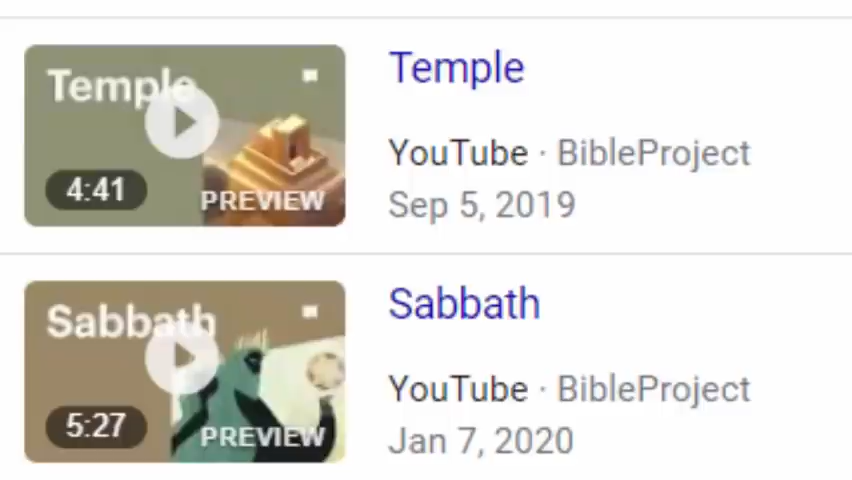 Temple
4:41
PREVIEW
Temple
YouTube · BibleProject
Sep 5, 2019
Sabbath
5:27
PREVIEW
Sabbath
YouTube · BibleProject
Jan 7, 2020